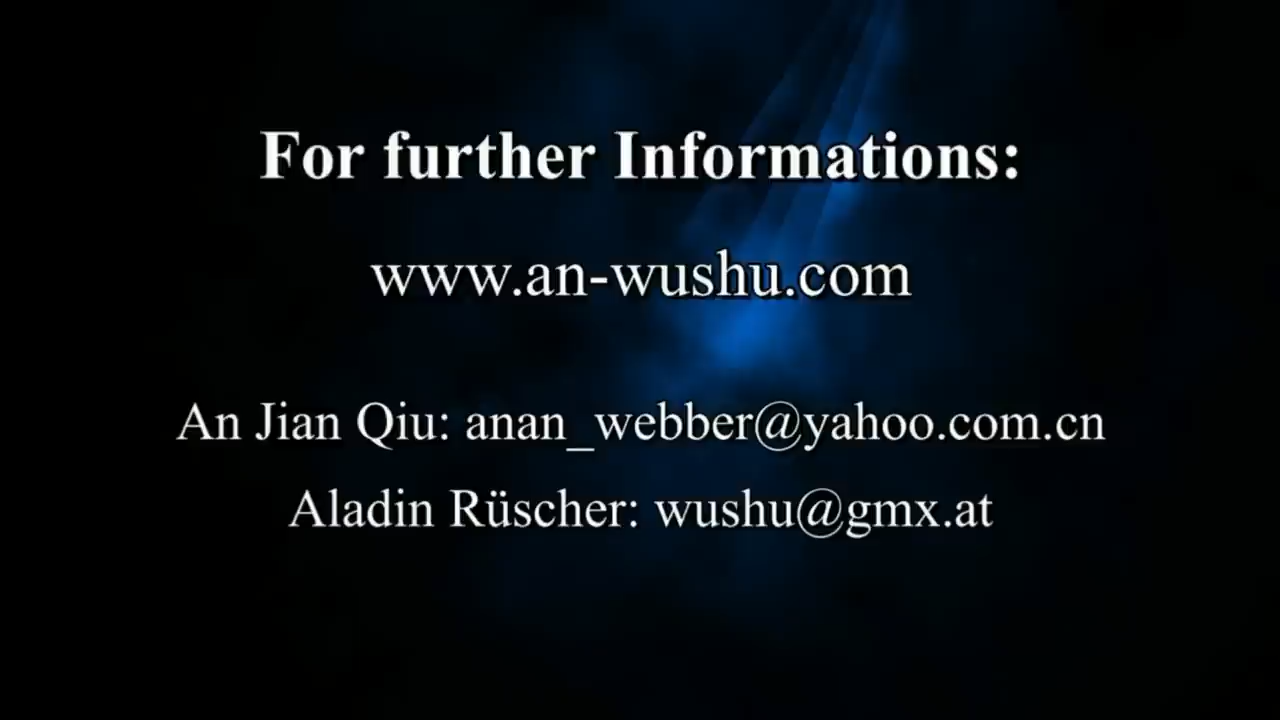 For further Informations:
www.an-wushu.com
An Jian Qiu: anan_webber@yahoo.com.cn
Aladin Rüscher: wushu@gmx.at